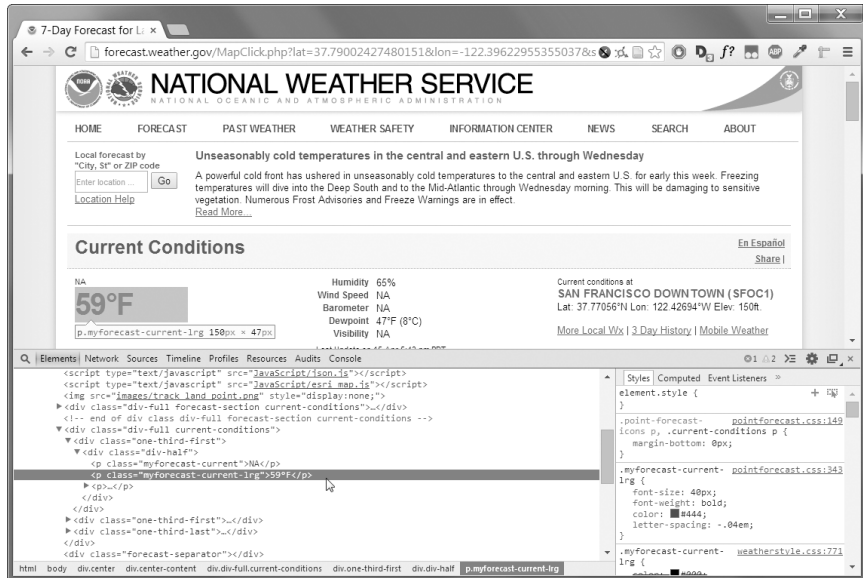 7-Day Forecast for La
forecast.weather.gov/MapClick.php?lat=37.79002427480151&lon=-122.39622955355037&s
f?
ABP
NATIONAL WEATHER SERVICE
NATIONAL OCEANIC AND ATMOSPHERIC ADMINISTRATION
HOME FORECAST PAST WEATHER WEATHER SAFETY INFORMATION CENTER NEWS SEARCH ABOUT
Local forecast by
"City, St" or ZIP code
Enter location ...
Go
Location Help
Unseasonably cold temperatures in the central and eastern U.S. through Wednesday
A powerful cold front has ushered in unseasonably cold temperatures to the central and eastern U.S. for early this week. Freezing
temperatures will dive into the Deep South and to the Mid-Atlantic through Wednesday morning. This will be damaging to sensitive
vegetation. Numerous Frost Advisories and Freeze Warnings are in effect.
Read More...
Current Conditions
En Español
Share |
NA
59°F
p.myforecast-current-lrg 150px × 47px
Humidity 65%
Wind Speed NA
Barometer NA
Dewpoint 47°F (8°C)
Visibility NA
Current conditions at
SAN FRANCISCO DOWNTOWN (SFOC1)
Lat: 37.77056°N Lon: 122.42694°W Elev: 150ft.
More Local Wx | 3 Day History | Mobile Weather
Elements Network Sources Timeline Profiles Resources Audits Console
1 2
<script type="text/javascript" src="JavaScript/json.js"></script>
<script type="text/javascript" src="JavaScript/esri_map.js"></script>
<img src="images/track_land_point.png" style="display:none;">
<div class="div-full forecast-section current-conditions">…</div>
<!-- end of div class div-full forecast-section current-conditions -->
<div class="div-full current-conditions">
<div class="one-third-first">
<div class="div-half">
<p class="myforecast-current">NA</p>
<p class="myforecast-current-lrg">59°F</p>
<p>…</p>
</div>
</div>
<div class="one-third-first">…</div>
<div class="one-third-last">…</div>
</div>
<div class="forecast-separator"></div>
html body div.center div.center-content div.div-full.current-conditions div.one-third-first div.div-half p.myforecast-current-lrg
Styles Computed Event Listeners »
element.style {
}
.point-forecast- pointforecast.css:149
icons p, .current-conditions p {
margin-bottom: 0px;
}
.myforecast-current- pointforecast.css:343
lrg {
font-size: 40px;
font-weight: bold;
color: #444;
letter-spacing: -.04em;
}
.myforecast-current- weatherstyle.css:771
lrg {